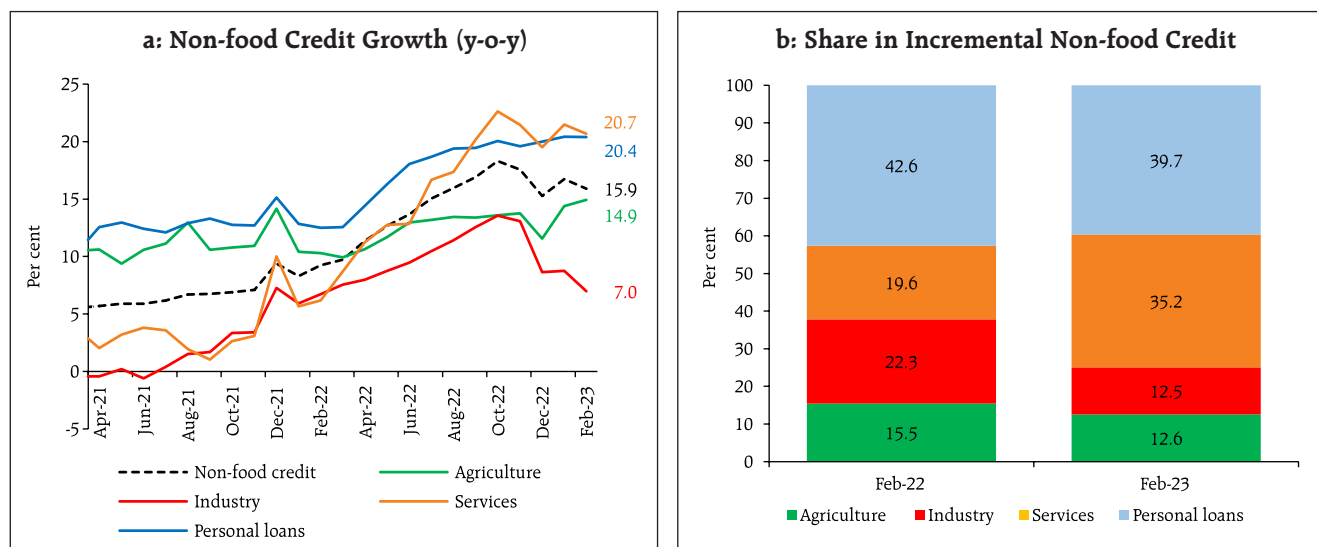 a: Non-food Credit Growth (y-o-y)
Per cent
25
20
15
10
5
0
-5
20.7
20.4
15.9
14.9
7.0
Apr-21
Jun-21
Aug-21
Oct-21
Dec-21
Feb-22
Apr-22
Jun-22
Aug-22
Oct-22
Dec-22
Feb-23
Non-food credit
Agriculture
Industry
Services
Personal loans
b: Share in Incremental Non-food Credit
Per cent
100
90
80
70
60
50
40
30
20
10
0
42.6
19.6
22.3
15.5
39.7
35.2
12.5
12.6
Feb-22
Feb-23
Agriculture
Industry
Services
Personal loans